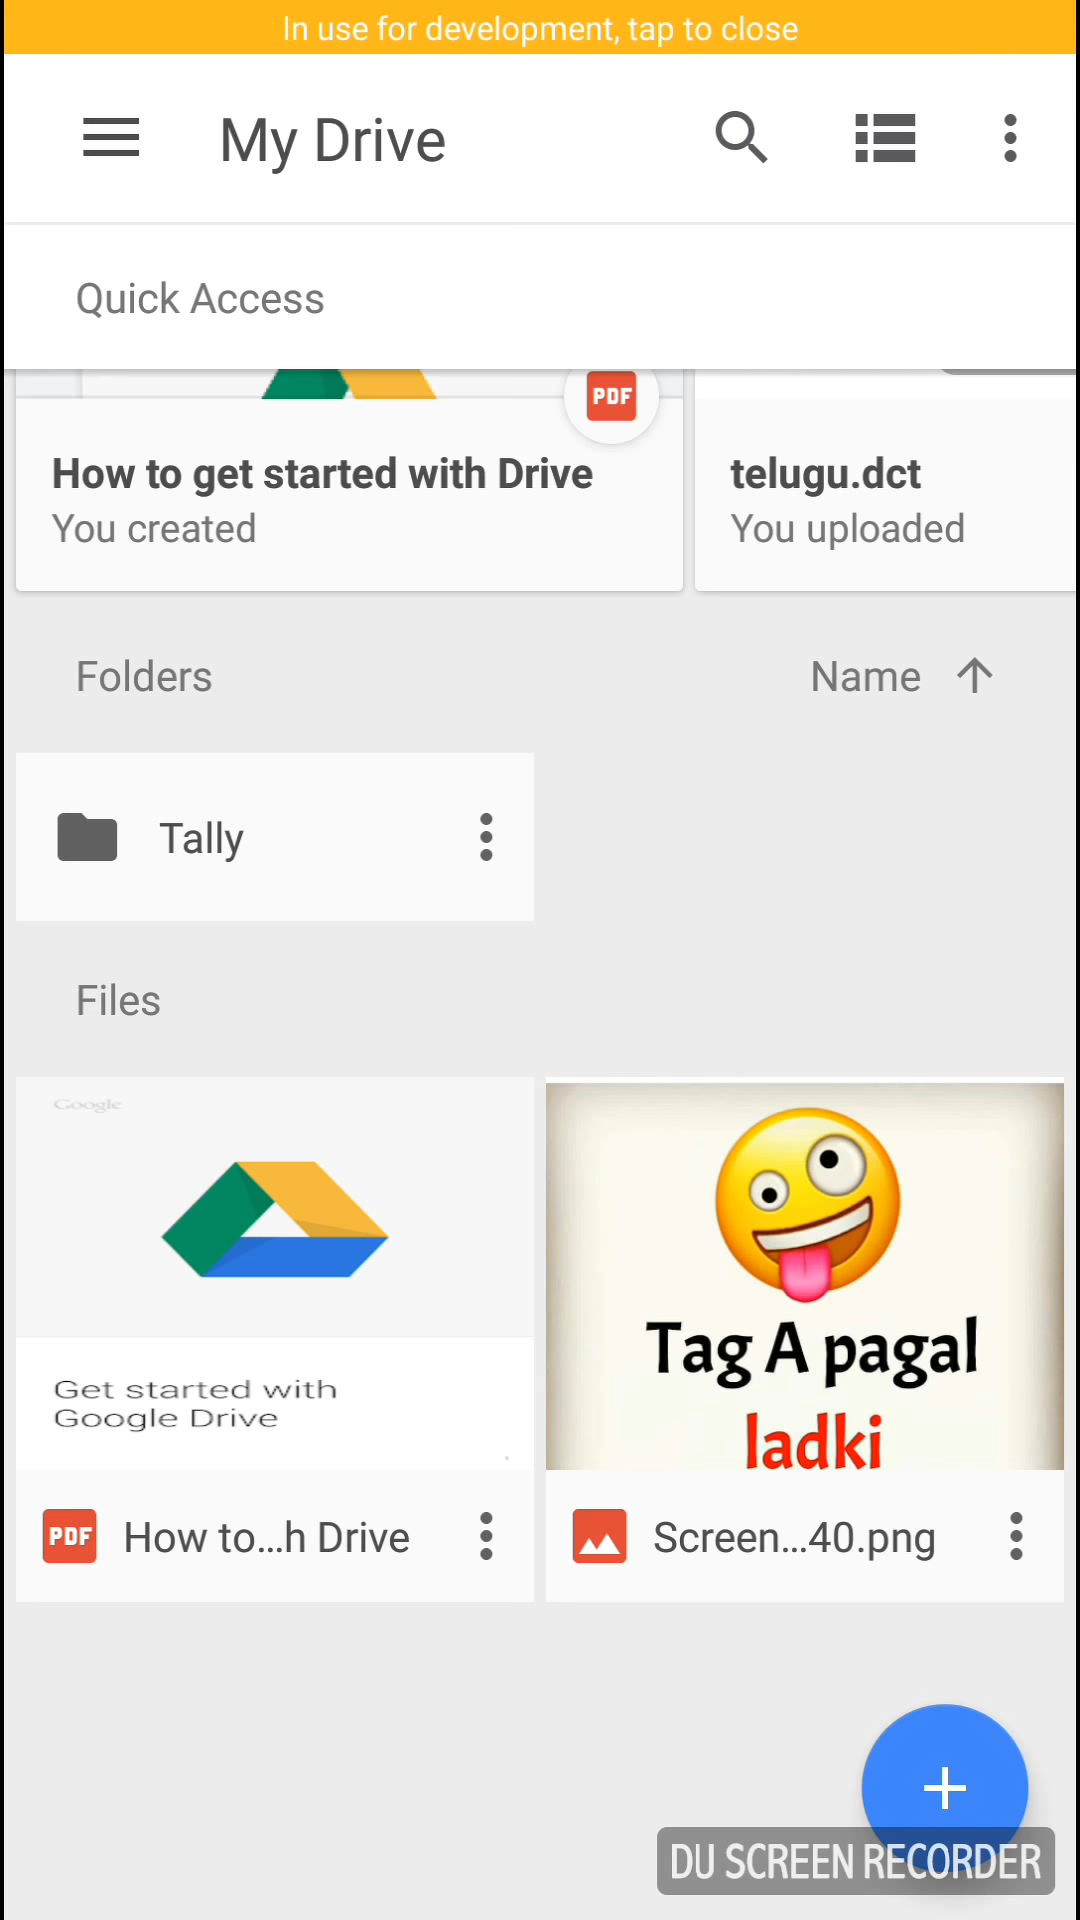 In use for development, tap to close
My Drive
Quick Access
PDF
How to get started with Drive
You created
telugu.dct
You uploaded
Folders
Name
Tally
Files
Google
Get started with
Google Drive
Tag A pagal
ladki
PDF
How to...h Drive
Screen...40.png
DU SCREEN RECORDER